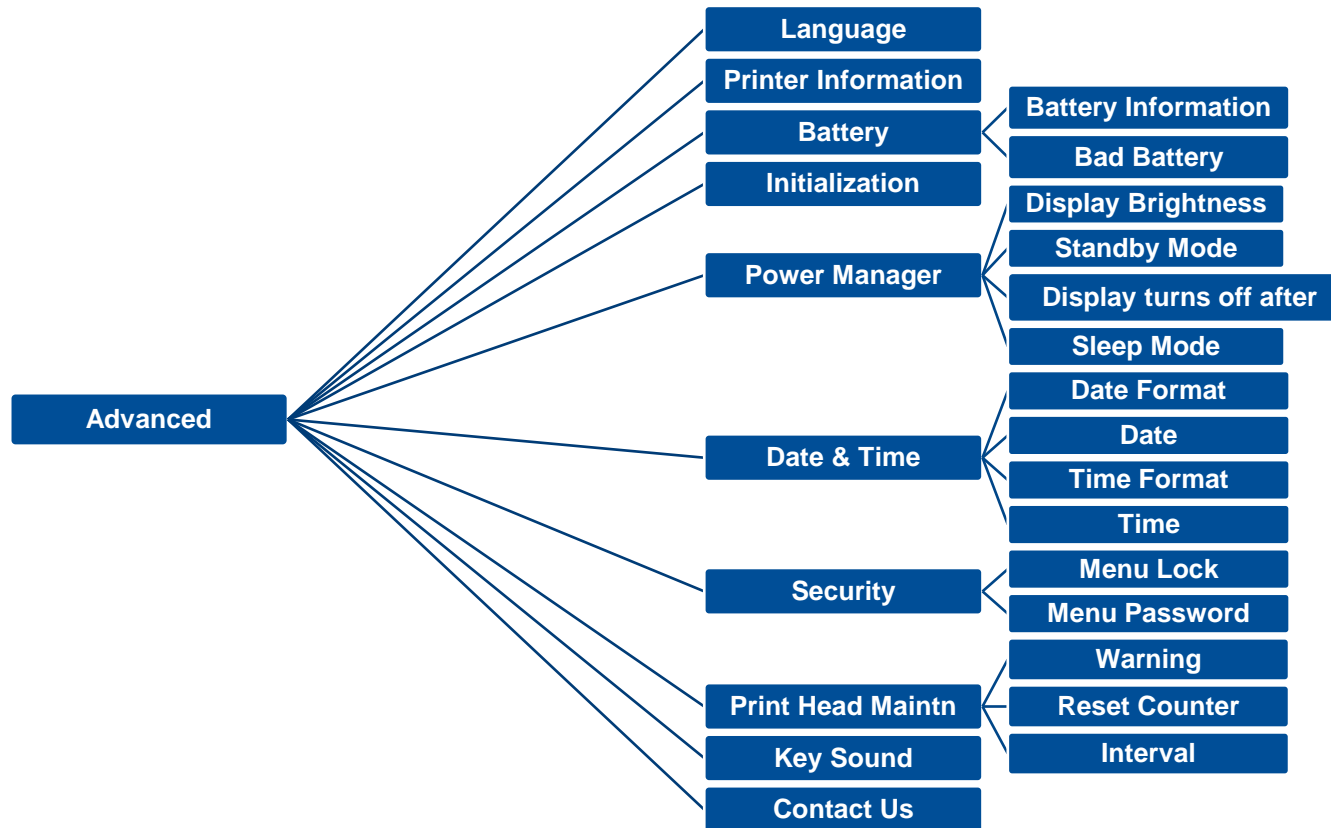 Advanced
Language
Printer Information
Battery
Battery Information
Bad Battery
Initialization
Power Manager
Display Brightness
Standby Mode
Display turns off after
Sleep Mode
Date & Time
Date Format
Date
Time Format
Time
Security
Menu Lock
Menu Password
Print Head Maintn
Warning
Reset Counter
Interval
Key Sound
Contact Us